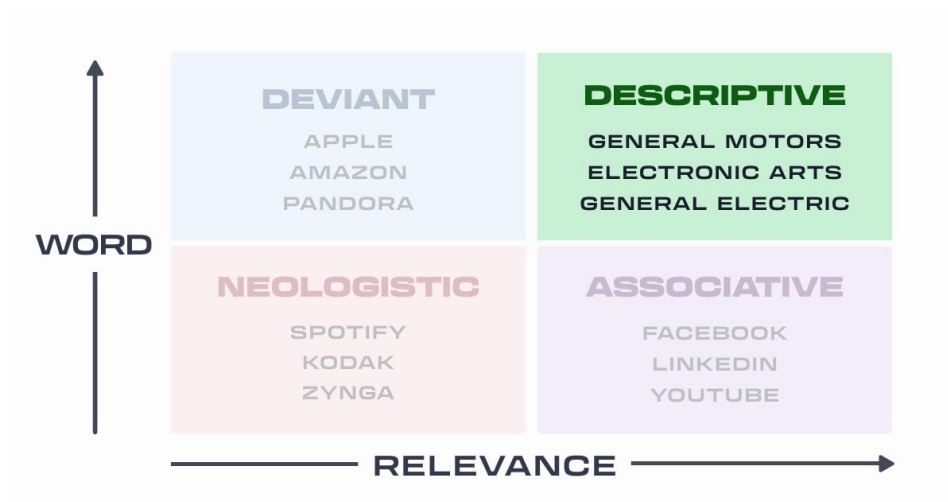 DEVIANT
APPLE
AMAZON
PANDORA
DESCRIPTIVE
GENERAL MOTORS
ELECTRONIC ARTS
GENERAL ELECTRIC
WORD
NEOLOGISTIC
SPOTIFY
KODAK
ZYNGA
ASSOCIATIVE
FACEBOOK
LINKEDIN
YOUTUBE
RELEVANCE